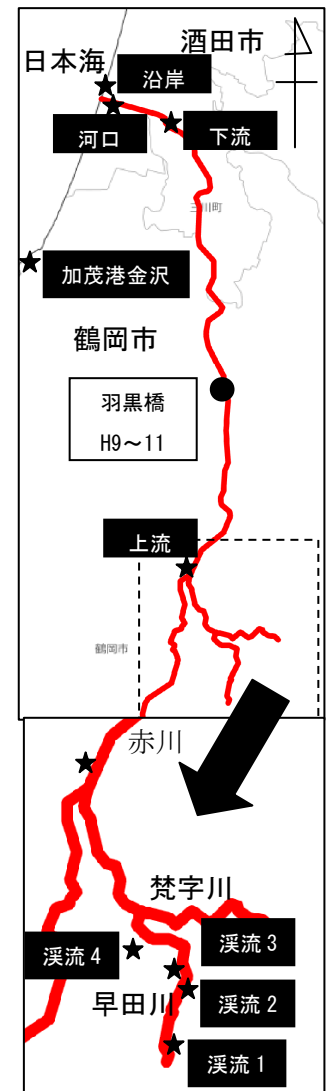 酒田市
日本海
沿岸
河口
下流
三川町
加茂港金沢
鶴岡市
羽黒橋
H9～11
上流
鶴岡市
赤川
梵字川
渓流3
渓流4
早田川
渓流2
渓流1